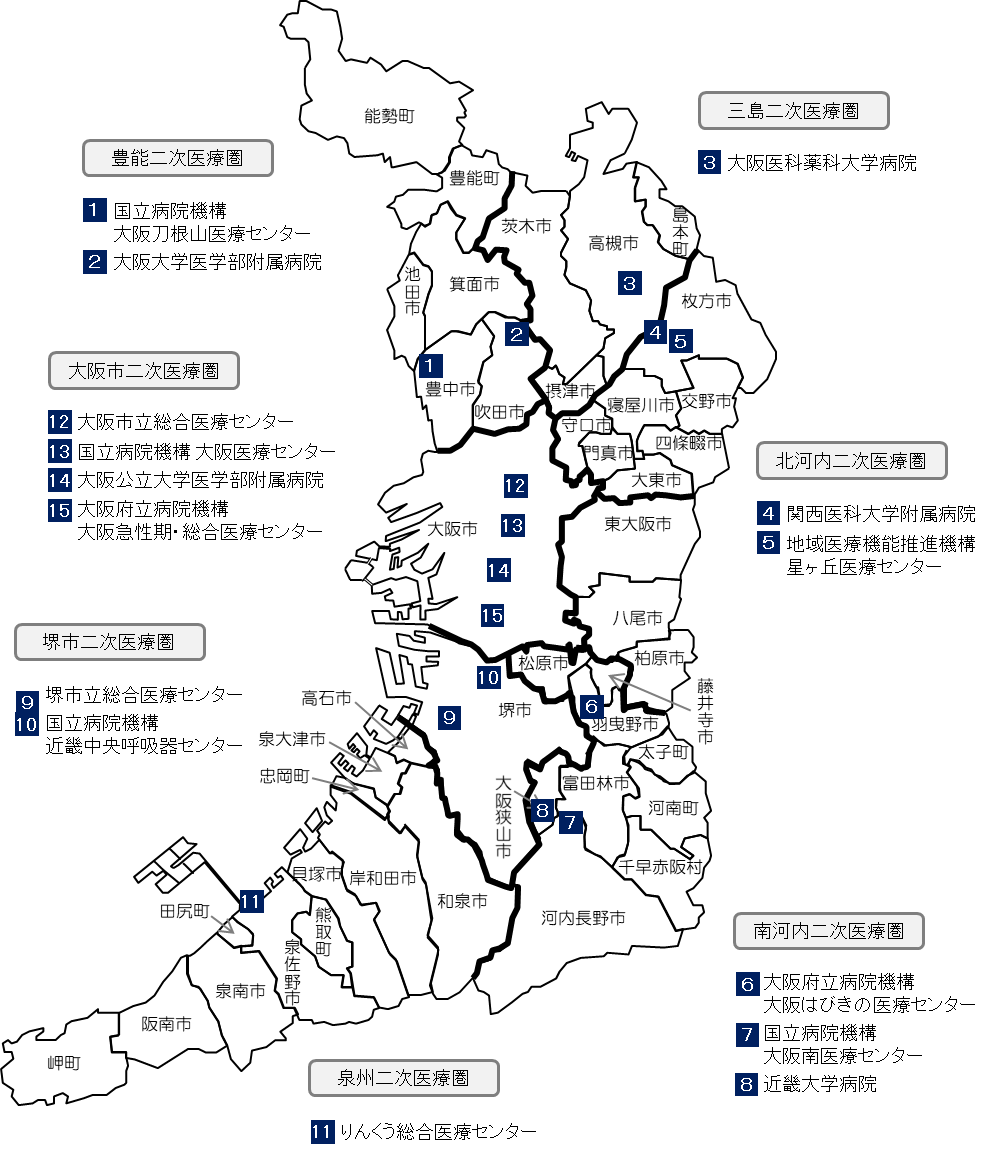 能勢町
三島二次医療圏
3 大阪医科薬科大学病院
豊能二次医療圏
1 国立病院機構
大阪刀根山医療センター
2 大阪大学医学部附属病院
豊能町
茨木市
島本町
高槻市
池田市
箕面市
3
枚方市
2
4
5
1
豊中市
吹田市
摂津市
寝屋川市
交野市
守口市
門真市
四條畷市
大東市
大阪市二次医療圏
12 大阪市立総合医療センター
13 国立病院機構 大阪医療センター
14 大阪公立大学医学部附属病院
15 大阪府立病院機構
大阪急性期・総合医療センター
北河内二次医療圏
4 関西医科大学附属病院
5 地域医療機能推進機構
星ヶ丘医療センター
12
大阪市
13
東大阪市
14
15
八尾市
堺市二次医療圏
9 堺市立総合医療センター
10 国立病院機構
近畿中央呼吸器センター
松原市
柏原市
10
藤井寺市
高石市
9
堺市
6
羽曳野市
泉大津市
太子町
忠岡町
富田林市
大阪狭山市
8
7
河南町
千早赤阪村
貝塚市
岸和田市
和泉市
11
田尻町
熊取町
河内長野市
泉佐野市
泉南市
阪南市
岬町
南河内二次医療圏
6 大阪府立病院機構
大阪はびきの医療センター
7 国立病院機構
大阪南医療センター
8 近畿大学病院
泉州二次医療圏
11 りんくう総合医療センター